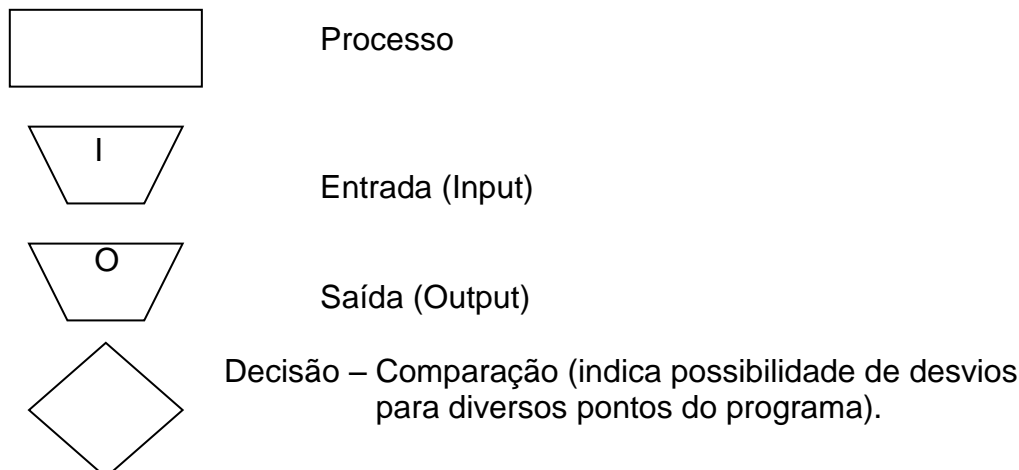 Processo
I
Entrada (Input)
O
Saída (Output)
Decisão – Comparação (indica possibilidade de desvios
para diversos pontos do programa).